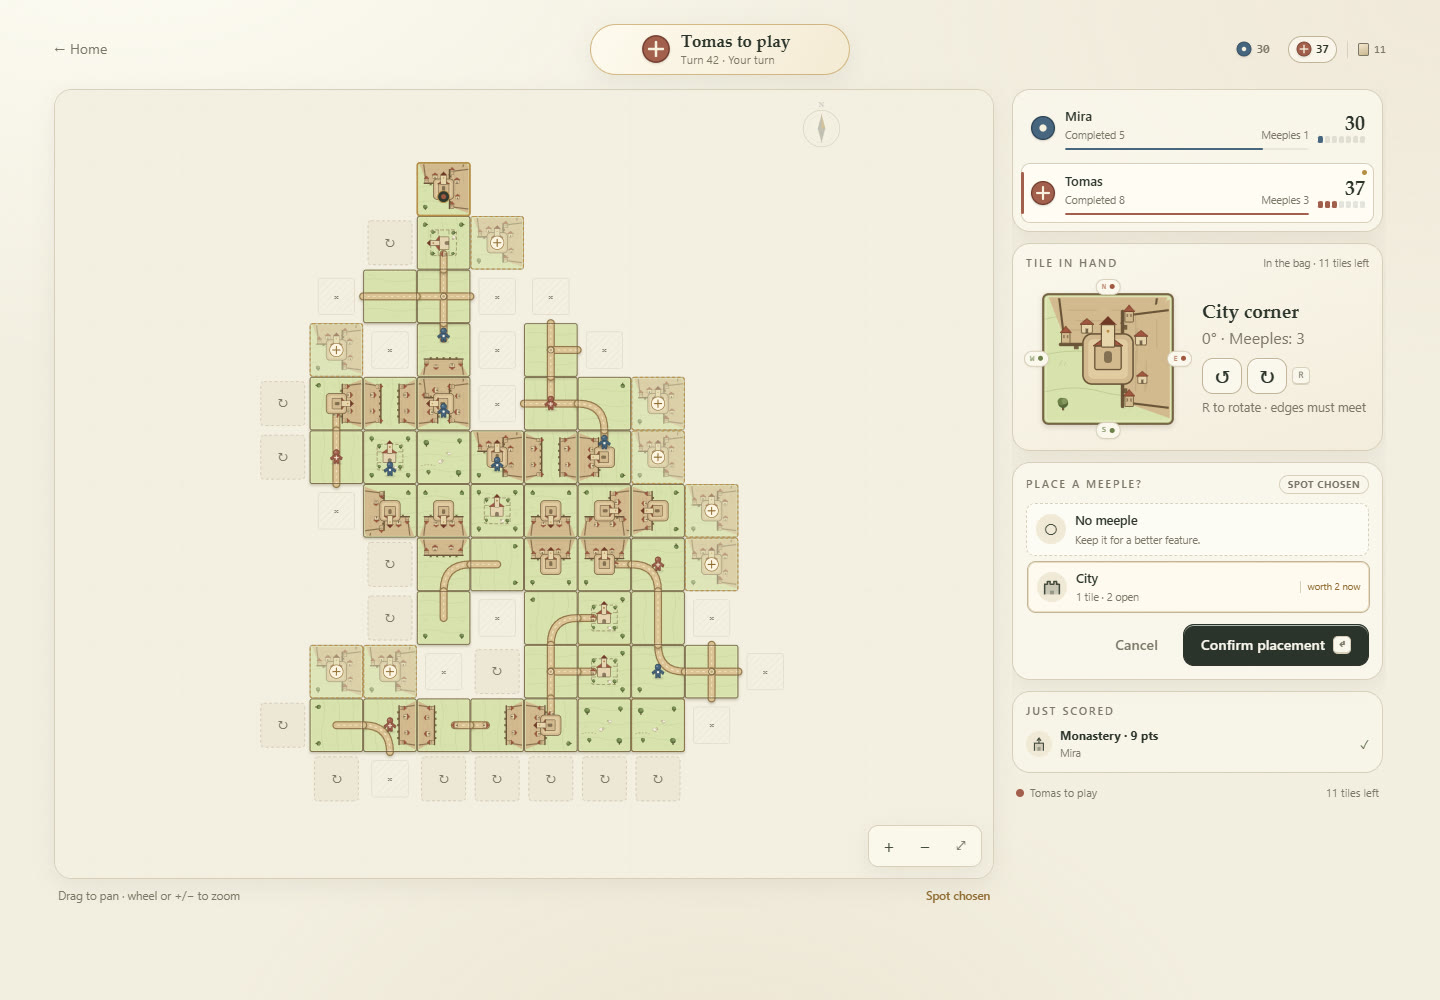 ← Home
Tomas to play
Turn 42 · Your turn
30
37
11
N
Mira
Completed 5
Meeples 1
30
Tomas
Completed 8
Meeples 3
37
TILE IN HAND
In the bag · 11 tiles left
N
W
E
S
City corner
0° · Meeples: 3
↺ ↻ R
R to rotate · edges must meet
PLACE A MEEPLE?
SPOT CHOSEN
No meeple
Keep it for a better feature.
City
1 tile · 2 open
worth 2 now
Cancel
Confirm placement
JUST SCORED
Monastery · 9 pts
Mira
✓
Tomas to play
11 tiles left
+ − ⤢
Drag to pan · wheel or +/− to zoom
Spot chosen